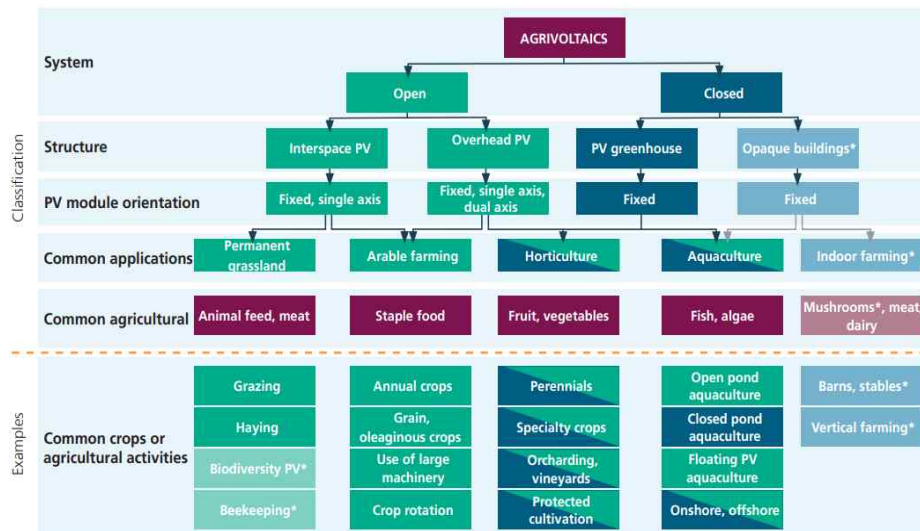 AGRIVOLTAICS
System
Open
Closed
Structure
Interspace PV
Overhead PV
PV greenhouse
Opaque buildings*
Classification
PV module orientation
Fixed, single axis
Fixed, single axis,
dual axis
Fixed
Fixed
Common applications
Permanent
grassland
Arable farming
Horticulture
Aquaculture
Indoor farming*
Common agricultural
Animal feed, meat
Staple food
Fruit, vegetables
Fish, algae
Mushrooms*, meat,
dairy
Examples
Common crops or
agricultural activities
Grazing
Haying
Biodiversity PV*
Beekeeping*
Annual crops
Grain,
oleaginous crops
Use of large
machinery
Crop rotation
Perennials
Specialty crops
Orcharding,
vineyards
Protected
cultivation
Open pond
aquaculture
Closed pond
aquaculture
Floating PV
aquaculture
Onshore, offshore
Barns, stables*
Vertical farming*